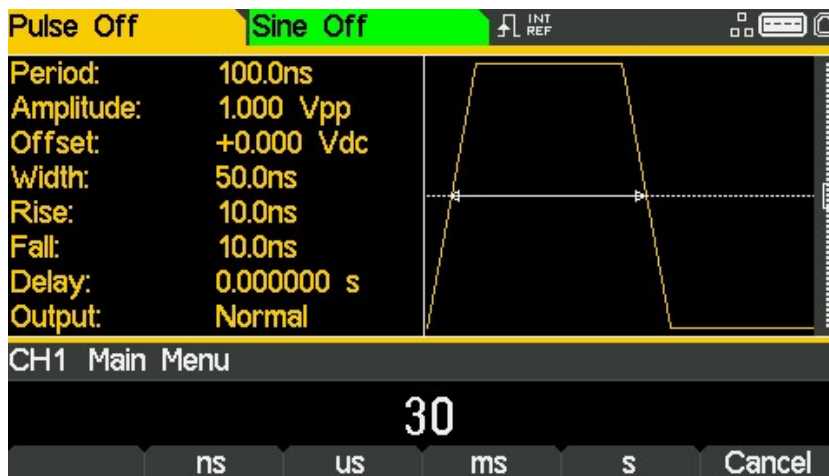 Pulse Off Sine Off INT REF
Period: 100.0ns
Amplitude: 1.000 Vpp
Offset: +0.000 Vdc
Width: 50.0ns
Rise: 10.0ns
Fall: 10.0ns
Delay: 0.000000 s
Output: Normal
CH1 Main Menu
30
ns us ms s Cancel